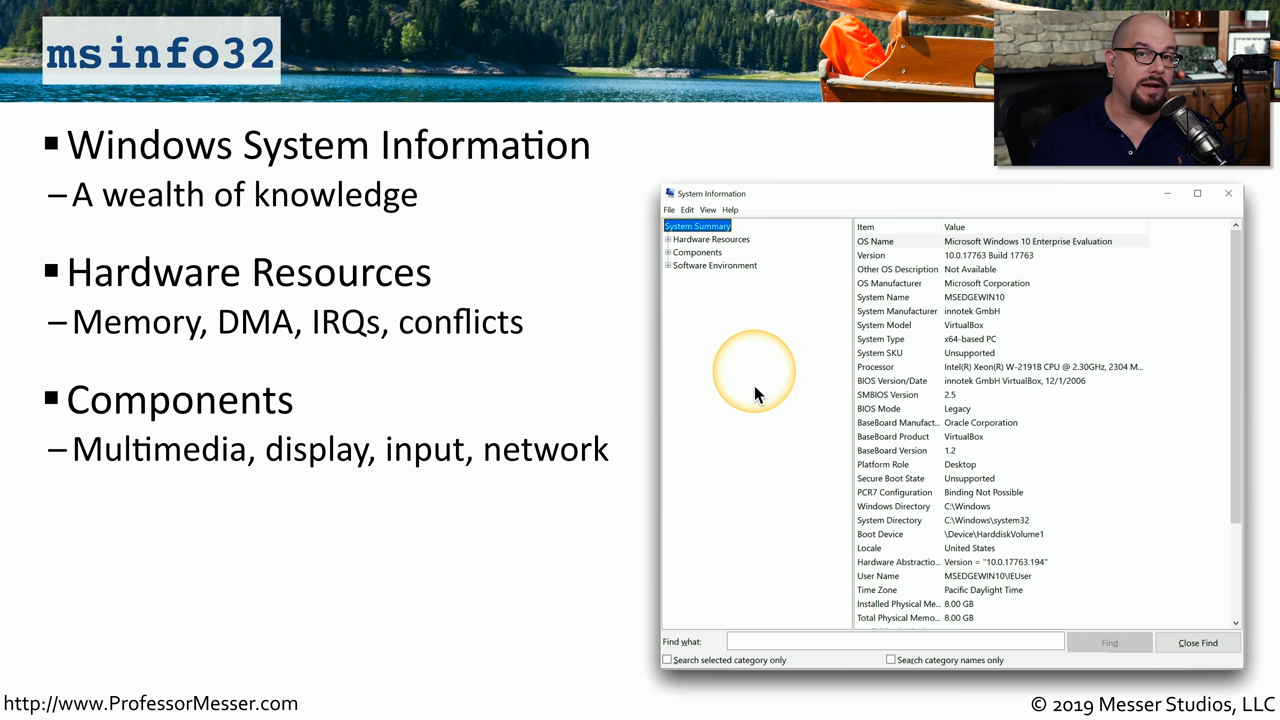 msinfo32
▪ Windows System Information
– A wealth of knowledge
▪ Hardware Resources
– Memory, DMA, IRQs, conflicts
▪ Components
– Multimedia, display, input, network
System Information
File Edit View Help
System Summary
Hardware Resources
Components
Software Environment
Item Value
OS Name Microsoft Windows 10 Enterprise Evaluation
Version 10.0.17763 Build 17763
Other OS Description Not Available
OS Manufacturer Microsoft Corporation
System Name MSEDGEWIN10
System Manufacturer innotek GmbH
System Model VirtualBox
System Type x64-based PC
System SKU Unsupported
Processor Intel(R) Xeon(R) W-2191B CPU @ 2.30GHz, 2304 M...
BIOS Version/Date innotek GmbH VirtualBox, 12/1/2006
SMBIOS Version 2.5
BIOS Mode Legacy
BaseBoard Manufact... Oracle Corporation
BaseBoard Product VirtualBox
BaseBoard Version 1.2
Platform Role Desktop
Secure Boot State Unsupported
PCR7 Configuration Binding Not Possible
Windows Directory C:\Windows
System Directory C:\Windows\system32
Boot Device \Device\HarddiskVolume1
Locale United States
Hardware Abstractio... Version = "10.0.17763.194"
User Name MSEDGEWIN10\IEUser
Time Zone Pacific Daylight Time
Installed Physical Me... 8.00 GB
Total Physical Memo... 8.00 GB
Find what: Find Close Find
Search selected category only Search category names only
http://www.ProfessorMesser.com
© 2019 Messer Studios, LLC